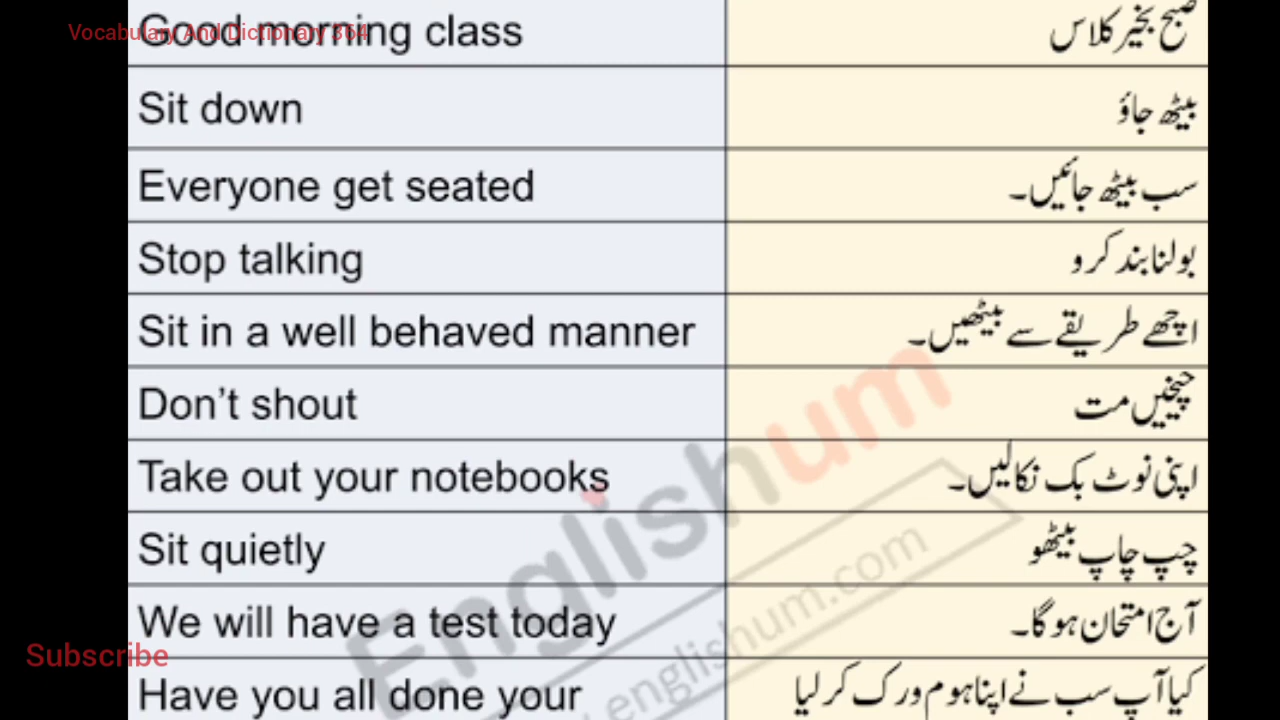 Vocabulary And Dictionary 364
Good morning class
صبح بخیر کلاس
Sit down
بیٹھ جاؤ
Everyone get seated
سب بیٹھ جائیں۔
Stop talking
بولنا بند کرو
Sit in a well behaved manner
اچھے طریقے سے بیٹھیں۔
Don’t shout
چیخیں مت
Take out your notebooks
اپنی نوٹ بک نکالیں۔
Sit quietly
چپ چاپ بیٹھو
We will have a test today
آج امتحان ہو گا۔
Have you all done your
کیا آپ سب نے اپنا ہوم ورک کر لیا
Englishum
englishum.com
Subscribe